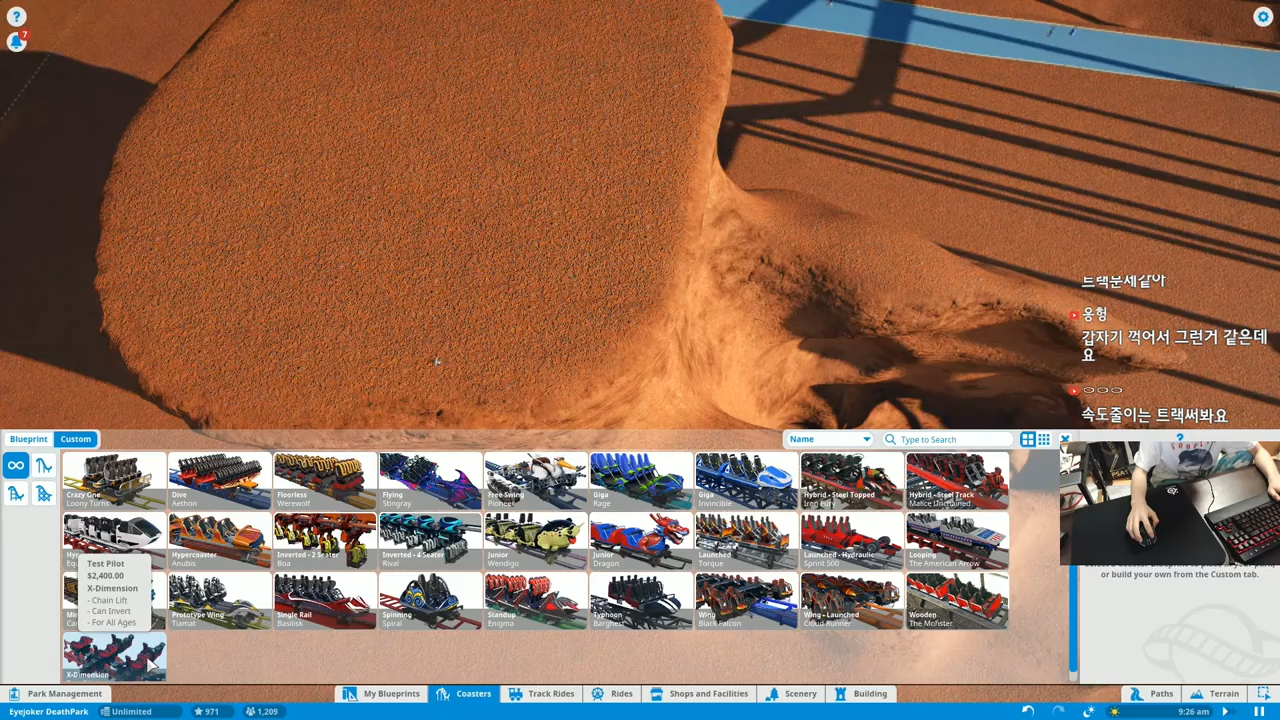 ?
7
트랙문제같아
옹형
갑자기 꺽어서 그런거 같은데
요
ㅇㅇㅇ
속도줄이는 트랙써봐요
Blueprint
Custom
Name
Type to Search
?
Crazy One
Loony Turns
Dive
Aethon
Floorless
Werewolf
Flying
Stingray
Free Swing
Giga
Rage
Giga
Invincible
Hybrid - Steel Topped
Iron Fury
Hybrid - Steel Track
Malice Unchained
Hypercoaster
Anubis
Inverted - 2 Seater
Boa
Inverted - 4 Seater
Rival
Junior
Wendigo
Junior
Dragon
Launched
Torque
Launched - Hydraulic
Sprint 500
Looping
The American Arrow
Test Pilot
$2,400.00
X-Dimension
- Chain Lift
- Can Invert
- For All Ages
Prototype Wing
Tiamat
Single Rail
Basilisk
Spinning
Spiral
Standup
Enigma
Typhoon
Barghest
Wing
Black Falcon
Wing - Launched
Cloud Runner
Wooden
The Monster
X-Dimension
or build your own from the Custom tab.
Park Management
My Blueprints
Coasters
Track Rides
Rides
Shops and Facilities
Scenery
Building
Paths
Terrain
Eyejoker DeathPark
Unlimited
971
1,209
9:26 am